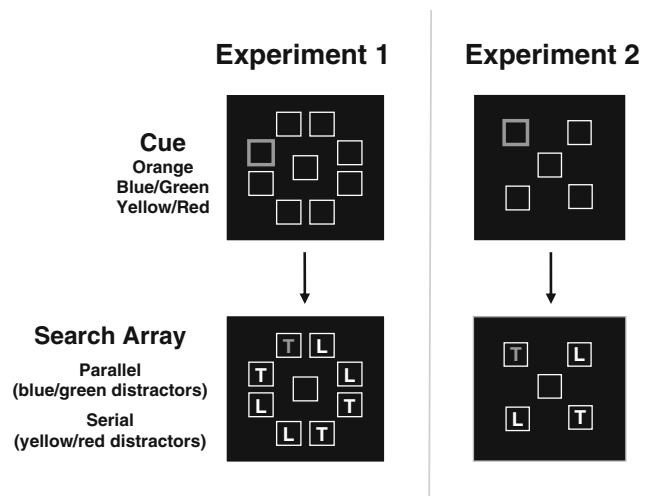 Experiment 1
Experiment 2
Cue
Orange
Blue/Green
Yellow/Red
Search Array
Parallel
(blue/green distractors)
Serial
(yellow/red distractors)
T L
T L
L T
L T
T L
L T